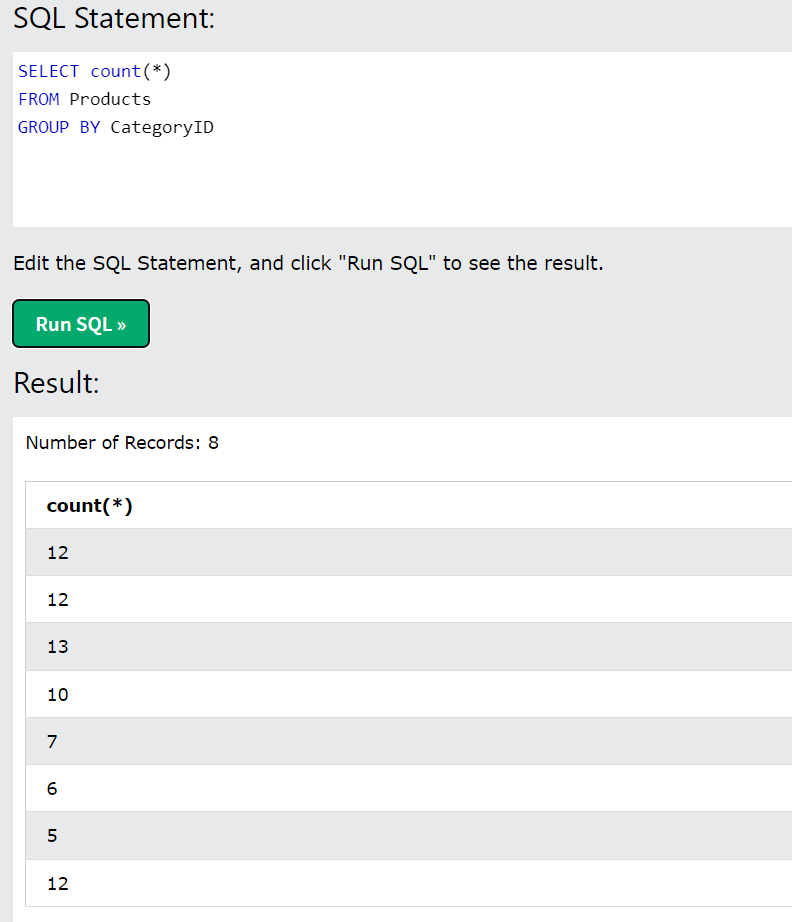 SQL Statement:
SELECT count(*)
FROM Products
GROUP BY CategoryID
Edit the SQL Statement, and click "Run SQL" to see the result.
Run SQL »
Result:
Number of Records: 8
count(*)
12
12
13
10
7
6
5
12